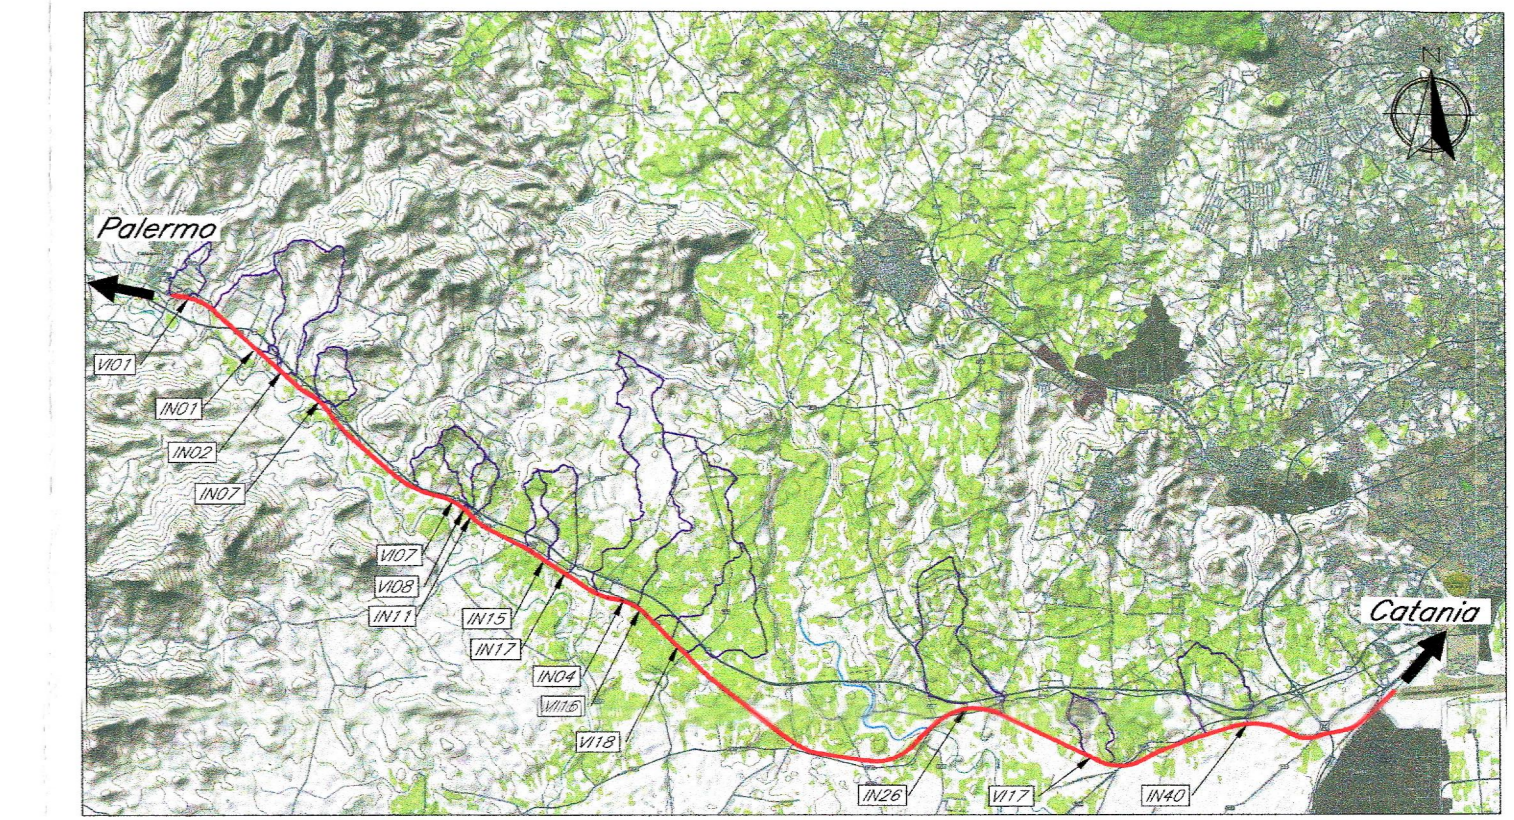 N
Palermo
VI01
IN01
IN02
IN07
VI07
VI08
IN11
IN15
IN17
IN04
VI16
VI18
Catania
IN26
VI17
IN40